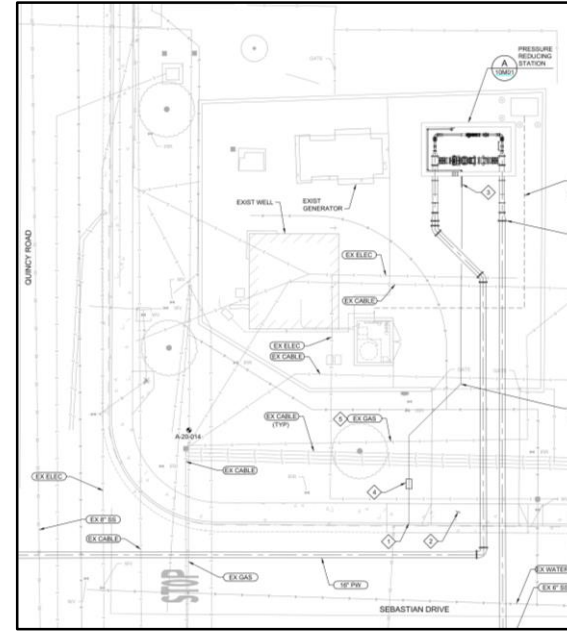 PRESSURE
REDUCING
STATION
A
10M01
3
EXIST WELL
EXIST
GENERATOR
QUINCY ROAD
EX ELEC
EX CABLE
EX ELEC
EX CABLE
EX CABLE
(TYP)
5
EX GAS
A-20-014
EX CABLE
EX ELEC
4
EX 8" SS
1
2
EX CABLE
EX GAS
16" PW
STOP
EX WATER
EX 6" SS
SEBASTIAN DRIVE